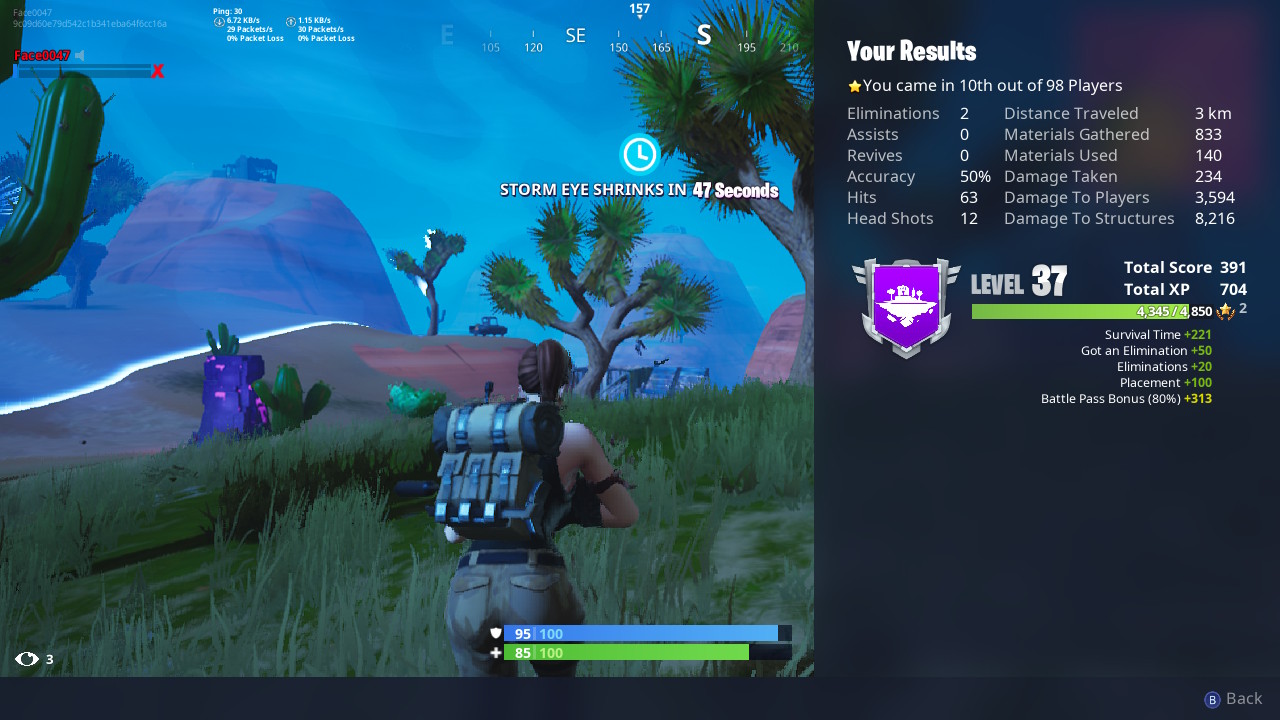 Face0047
9c09d60e79d542c1b341eba64f6cc16a
Ping: 30
6.72 KB/s 1.15 KB/s
29 Packets/s 30 Packets/s
0% Packet Loss 0% Packet Loss
157
E 105 120 SE 150 165 S 195 210
Face0047
STORM EYE SHRINKS IN 47 Seconds
95 100
85 100
3
Your Results
You came in 10th out of 98 Players
Eliminations 2 Distance Traveled 3 km
Assists 0 Materials Gathered 833
Revives 0 Materials Used 140
Accuracy 50% Damage Taken 234
Hits 63 Damage To Players 3,594
Head Shots 12 Damage To Structures 8,216
LEVEL 37 Total Score 391
Total XP 704
4,345 / 4,850 2
Survival Time +221
Got an Elimination +50
Eliminations +20
Placement +100
Battle Pass Bonus (80%) +313
B Back